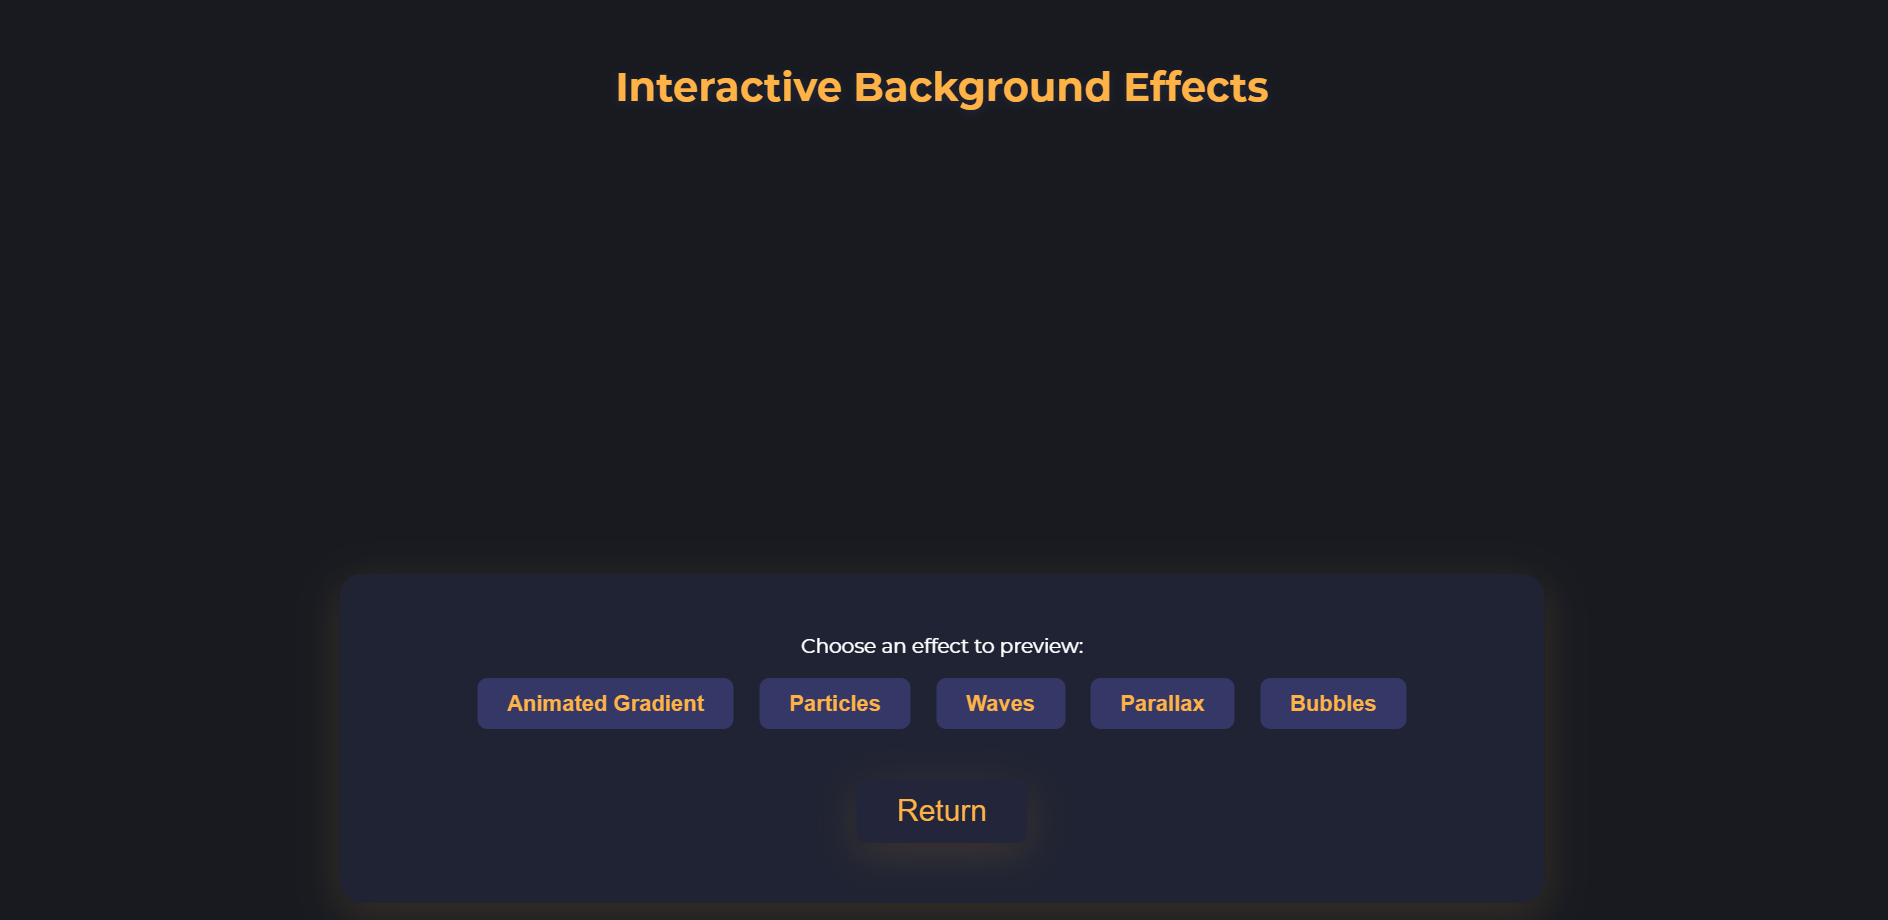 Interactive Background Effects
Choose an effect to preview:
Animated Gradient Particles Waves Parallax Bubbles
Return